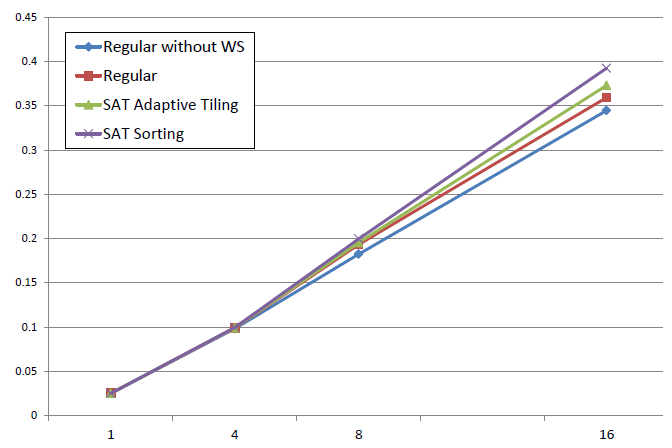 0.45
0.4
0.35
0.3
0.25
0.2
0.15
0.1
0.05
0
Regular without WS
Regular
SAT Adaptive Tiling
SAT Sorting
1 4 8 16